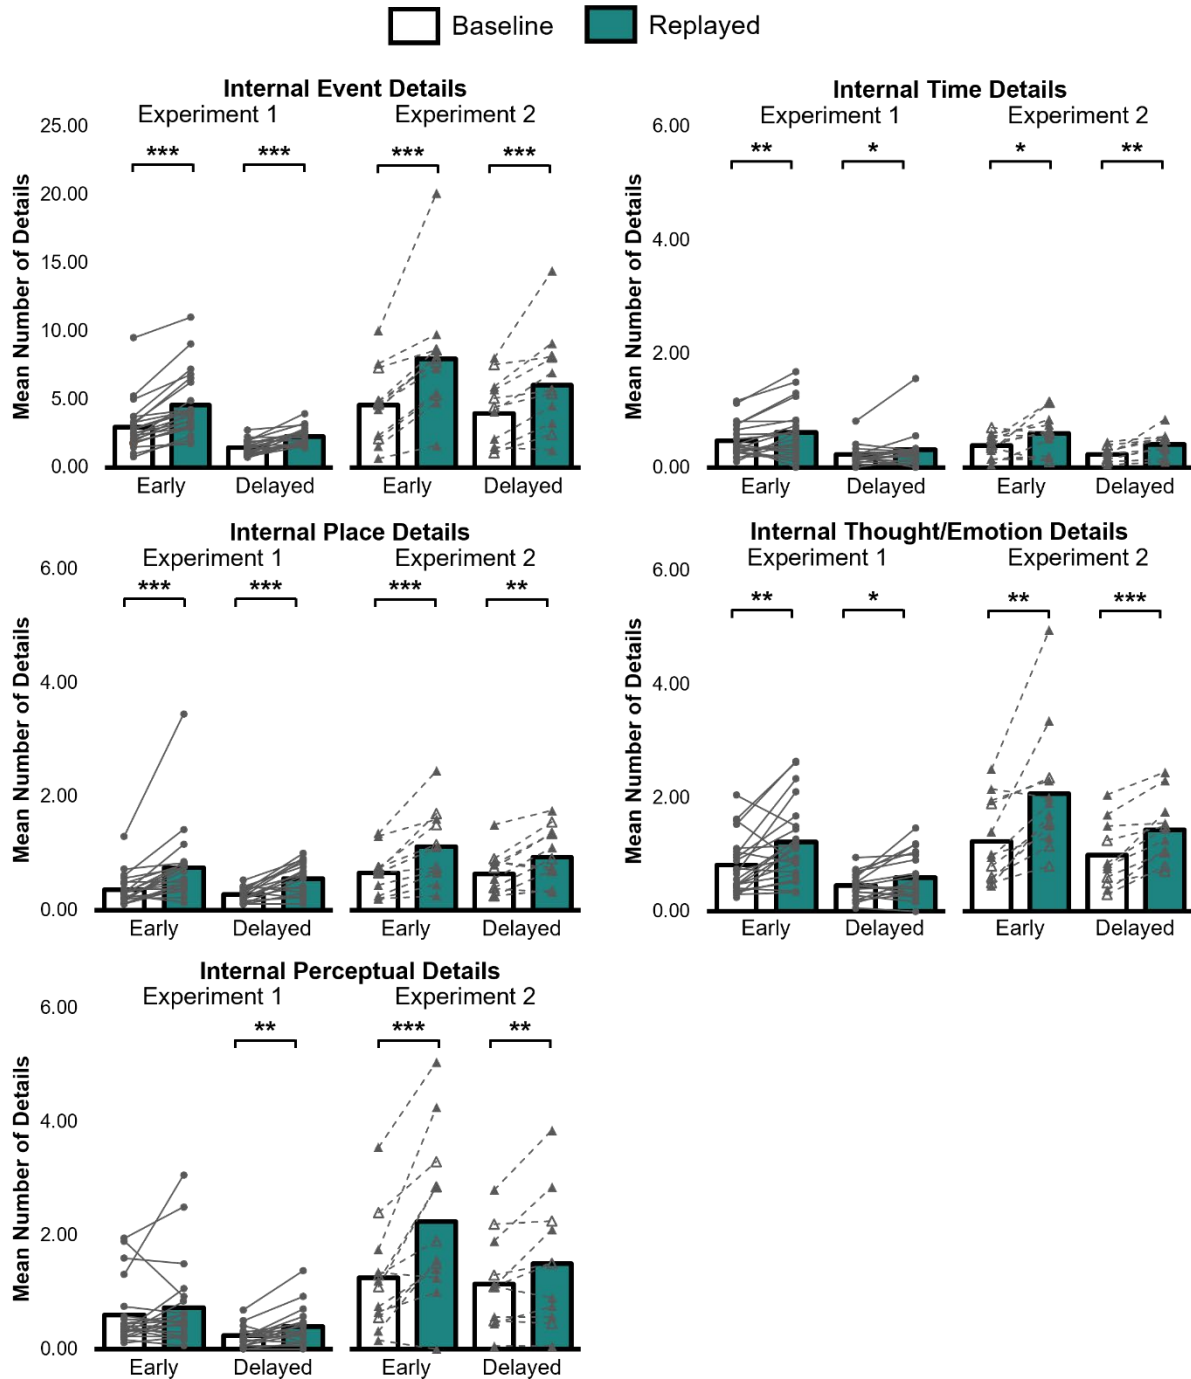 Baseline Replayed
Internal Event Details
Experiment 1 Experiment 2
Mean Number of Details
25.00
20.00
15.00
10.00
5.00
0.00
*** *** *** ***
Early Delayed Early Delayed
Internal Time Details
Experiment 1 Experiment 2
Mean Number of Details
6.00
4.00
2.00
0.00
** * * **
Early Delayed Early Delayed
Internal Place Details
Experiment 1 Experiment 2
Mean Number of Details
6.00
4.00
2.00
0.00
*** *** *** **
Early Delayed Early Delayed
Internal Thought/Emotion Details
Experiment 1 Experiment 2
Mean Number of Details
6.00
4.00
2.00
0.00
** * ** ***
Early Delayed Early Delayed
Internal Perceptual Details
Experiment 1 Experiment 2
Mean Number of Details
6.00
4.00
2.00
0.00
** *** **
Early Delayed Early Delayed